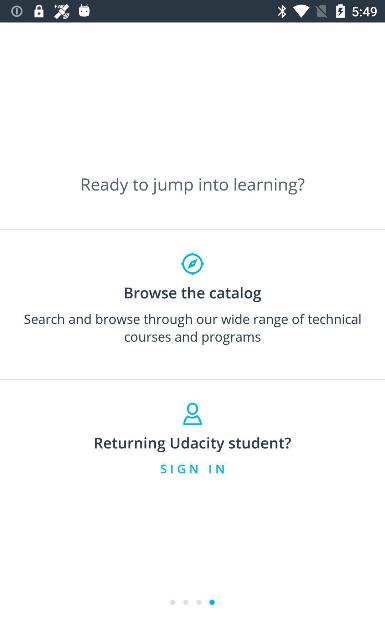 5:49
Ready to jump into learning?
Browse the catalog
Search and browse through our wide range of technical
courses and programs
Returning Udacity student?
SIGN IN